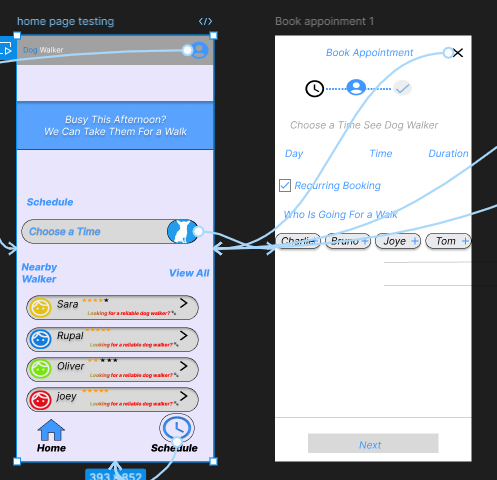 home page testing
Dog Walker
Busy This Afternoon?
We Can Take Them For a Walk
Schedule
Choose a Time
Nearby
Walker
View All
Sara
Looking for a reliable dog walker?
Rupal
Looking for a reliable dog walker?
Oliver
Looking for a reliable dog walker?
joey
Looking for a reliable dog walker?
Home
Schedule
393 × 852
Book appoinment 1
Book Appointment
Choose a Time See Dog Walker
Day Time Duration
Recurring Booking
Who Is Going For a Walk
Charlie + Bruno + Joye + Tom +
Next